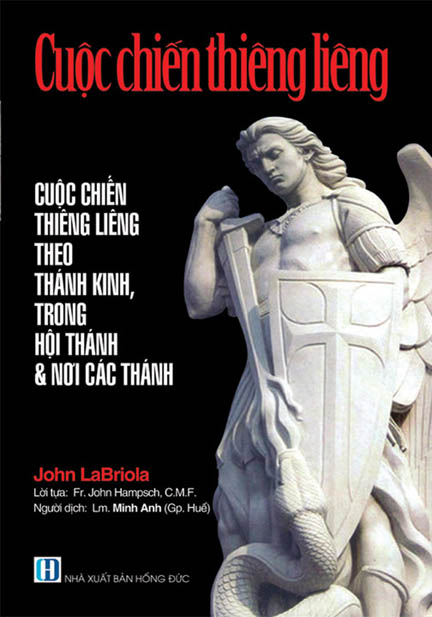 Cuộc chiến thiêng liêng
CUỘC CHIẾN
THIÊNG LIÊNG
THEO
THÁNH KINH,
TRONG
HỘI THÁNH
& NƠI CÁC THÁNH
John LaBriola
Lời tựa: Fr. John Hampsch, C.M.F.
Người dịch: Lm. Minh Anh (Gp. Huế)
H NHÀ XUẤT BẢN HỒNG ĐỨC